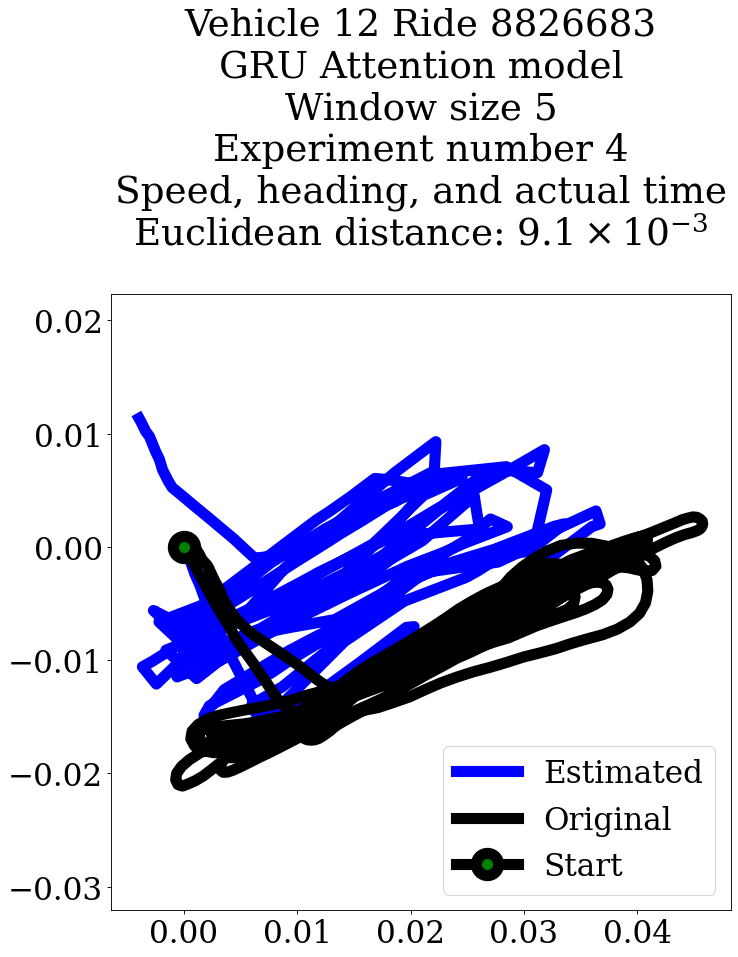 Vehicle 12 Ride 8826683
GRU Attention model
Window size 5
Experiment number 4
Speed, heading, and actual time
Euclidean distance: 9.1 × 10⁻³
0.02
0.01
0.00
−0.01
−0.02
−0.03
Estimated
Original
Start
0.00 0.01 0.02 0.03 0.04